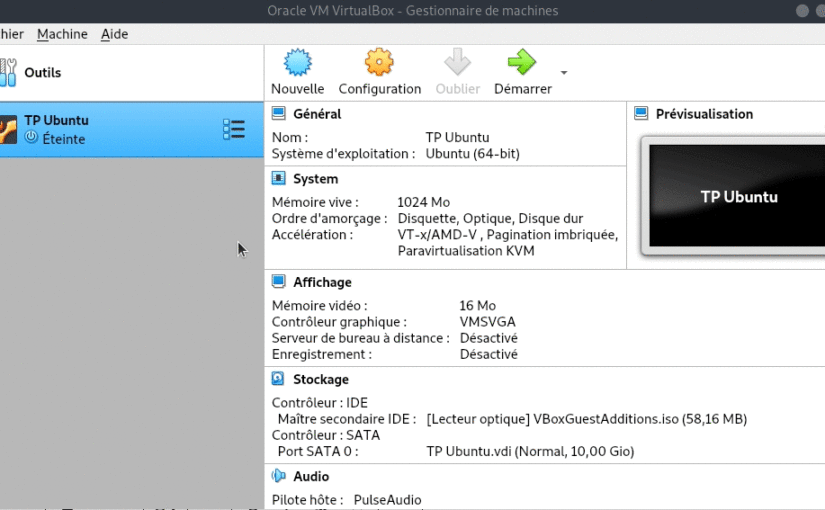 Oracle VM VirtualBox - Gestionnaire de machines
hier Machine Aide
Outils
Nouvelle Configuration Oublier Démarrer
TP Ubuntu
Éteinte
Général
Nom : TP Ubuntu
Système d'exploitation : Ubuntu (64-bit)
Prévisualisation
TP Ubuntu
System
Mémoire vive : 1024 Mo
Ordre d'amorçage : Disquette, Optique, Disque dur
Accélération : VT-x/AMD-V , Pagination imbriquée,
Paravirtualisation KVM
Affichage
Mémoire vidéo : 16 Mo
Contrôleur graphique : VMSVGA
Serveur de bureau à distance : Désactivé
Enregistrement : Désactivé
Stockage
Contrôleur : IDE
Maître secondaire IDE : [Lecteur optique] VBoxGuestAdditions.iso (58,16 MB)
Contrôleur : SATA
Port SATA 0 : TP Ubuntu.vdi (Normal, 10,00 Gio)
Audio
Pilote hôte : PulseAudio